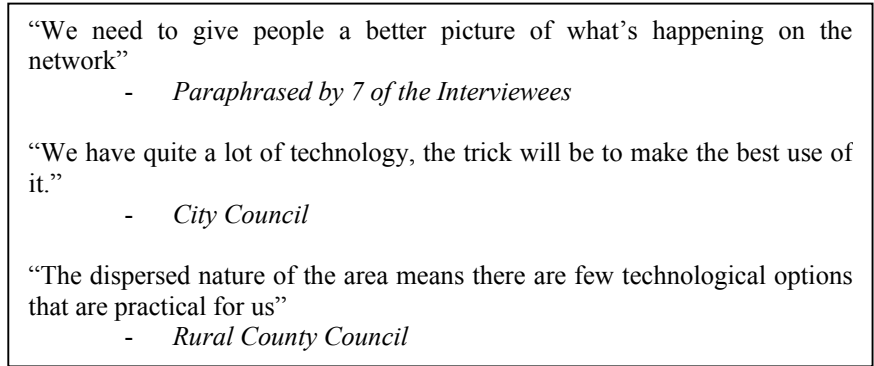 “We need to give people a better picture of what’s happening on the
network”
- Paraphrased by 7 of the Interviewees
“We have quite a lot of technology, the trick will be to make the best use of
it.”
- City Council
“The dispersed nature of the area means there are few technological options
that are practical for us”
- Rural County Council